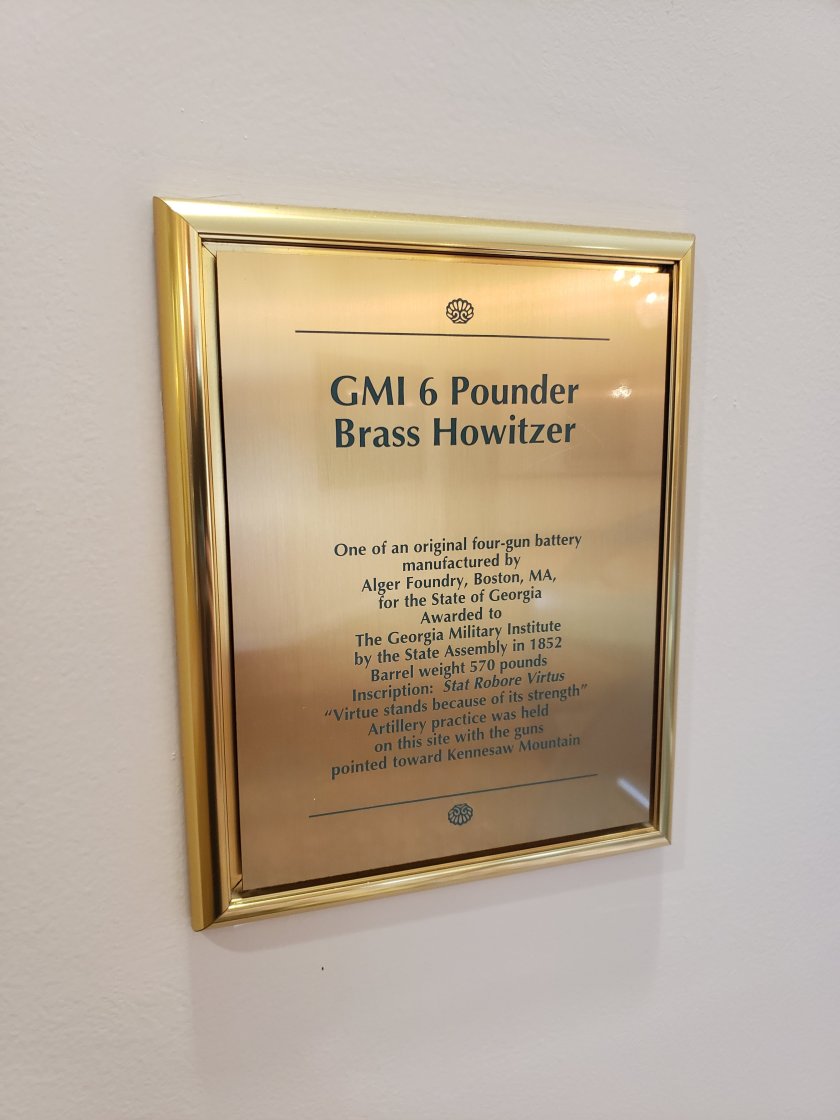 GMI 6 Pounder
Brass Howitzer
One of an original four-gun battery
manufactured by
Alger Foundry, Boston, MA,
for the State of Georgia
Awarded to
The Georgia Military Institute
by the State Assembly in 1852
Barrel weight 570 pounds
Inscription: Stat Robore Virtus
“Virtue stands because of its strength”
Artillery practice was held
on this site with the guns
pointed toward Kennesaw Mountain